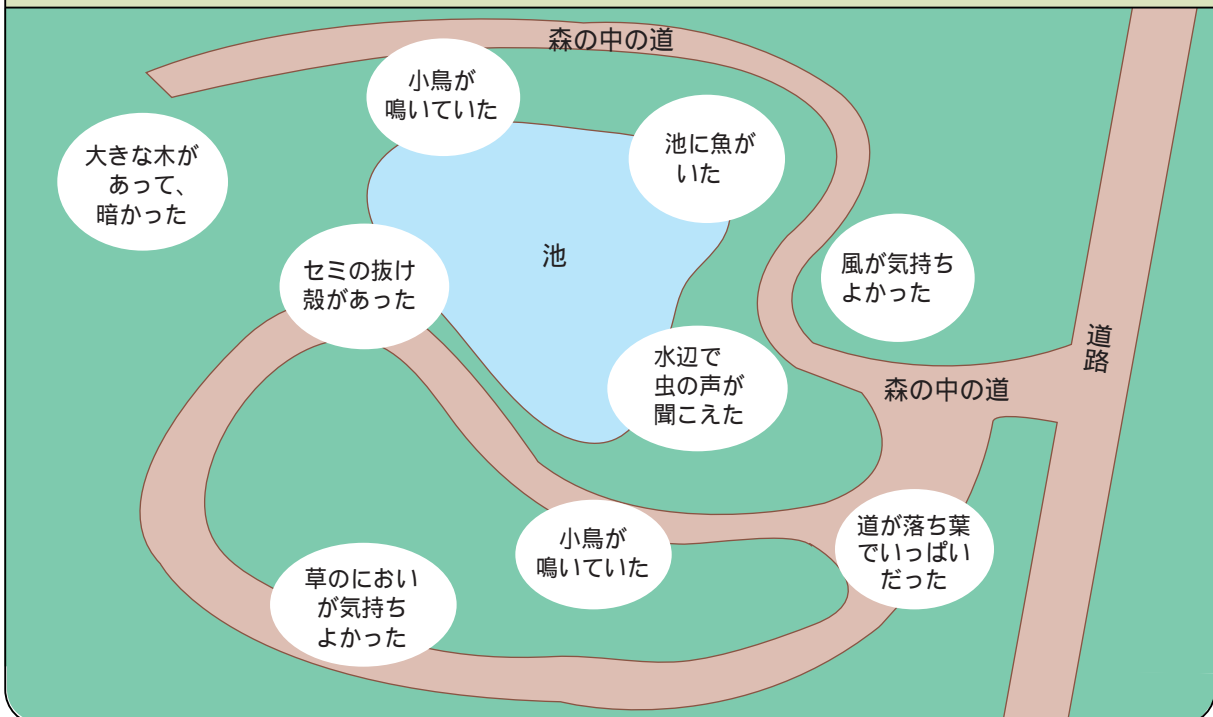 森の中の道
小鳥が
鳴いていた
池に魚が
いた
大きな木が
あって、
暗かった
池
セミの抜け
殻があった
風が気持ち
よかった
道路
水辺で
虫の声が
聞こえた
森の中の道
小鳥が
鳴いていた
道が落ち葉
でいっぱい
だった
草のにおい
が気持ち
よかった